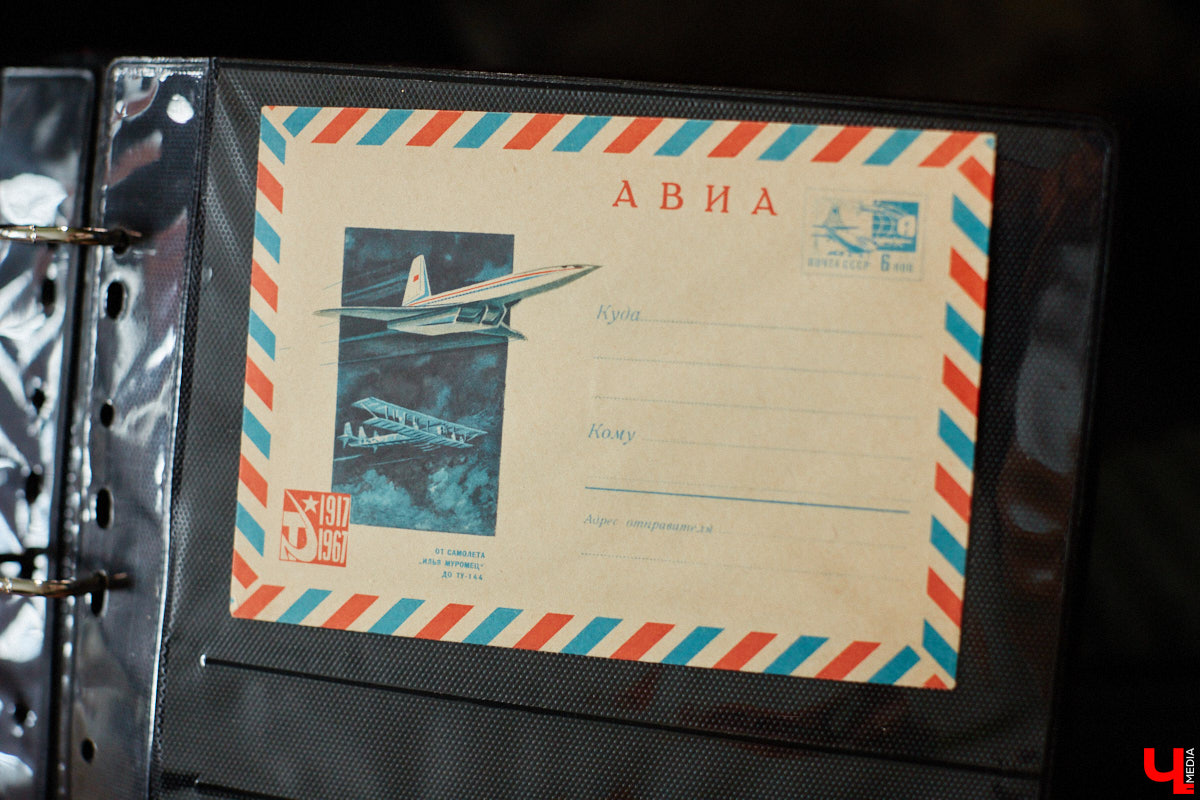 АВИА
ПОЧТА СССР 6 коп
Куда
Кому
Адрес отправителя
1917
1967
ОТ САМОЛЕТА
„ИЛЬЯ МУРОМЕЦ“
ДО ТУ-144
Ч MEDIA